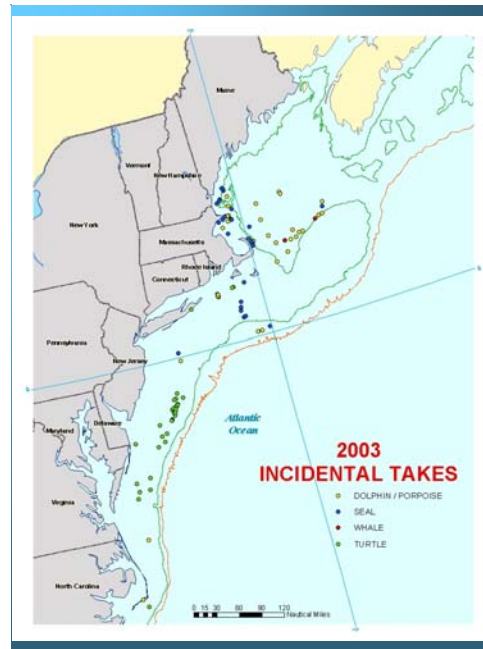 Maine
Vermont
New Hampshire
New York
Massachusetts
Rhode Island
Connecticut
Pennsylvania
New Jersey
Maryland
Delaware
Atlantic
Ocean
Virginia
North Carolina
2003
INCIDENTAL TAKES
DOLPHIN / PORPOISE
SEAL
WHALE
TURTLE
0 15 30 60 90 120
Nautical Miles